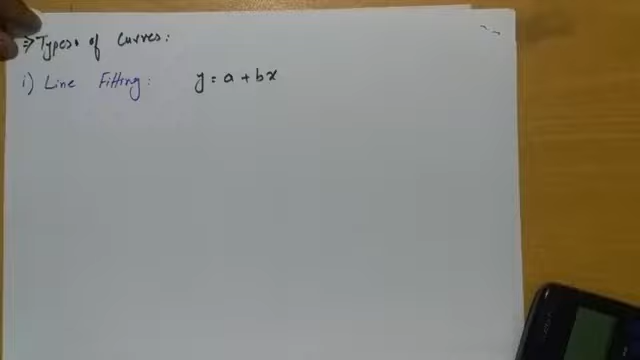 ⇒ Types of Curves:
i) Line Fitting: y = a + bx